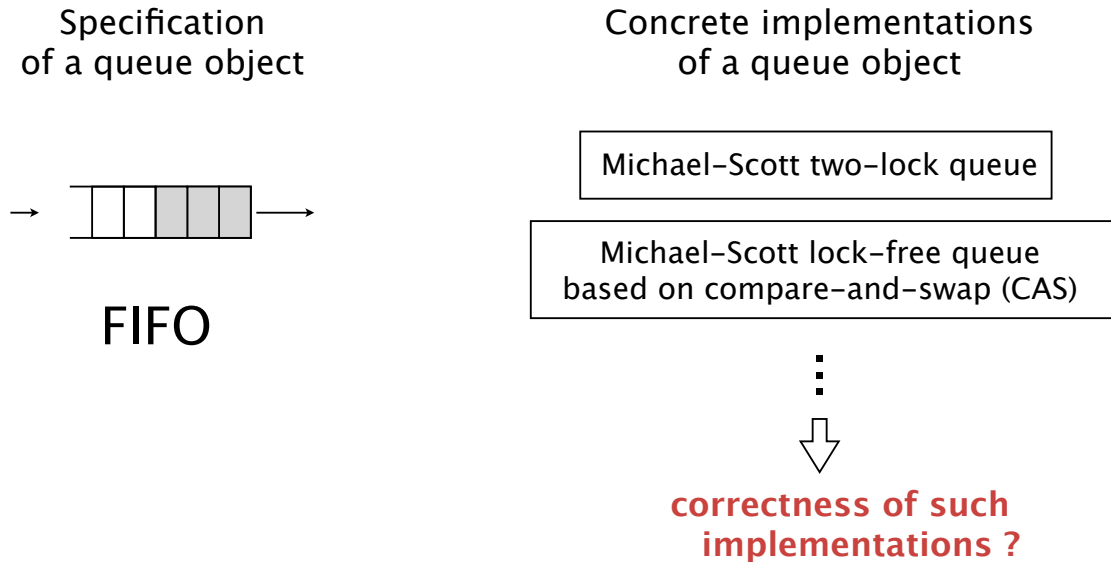 Specification
of a queue object
FIFO
Concrete implementations
of a queue object
Michael-Scott two-lock queue
Michael-Scott lock-free queue
based on compare-and-swap (CAS)
correctness of such
implementations ?